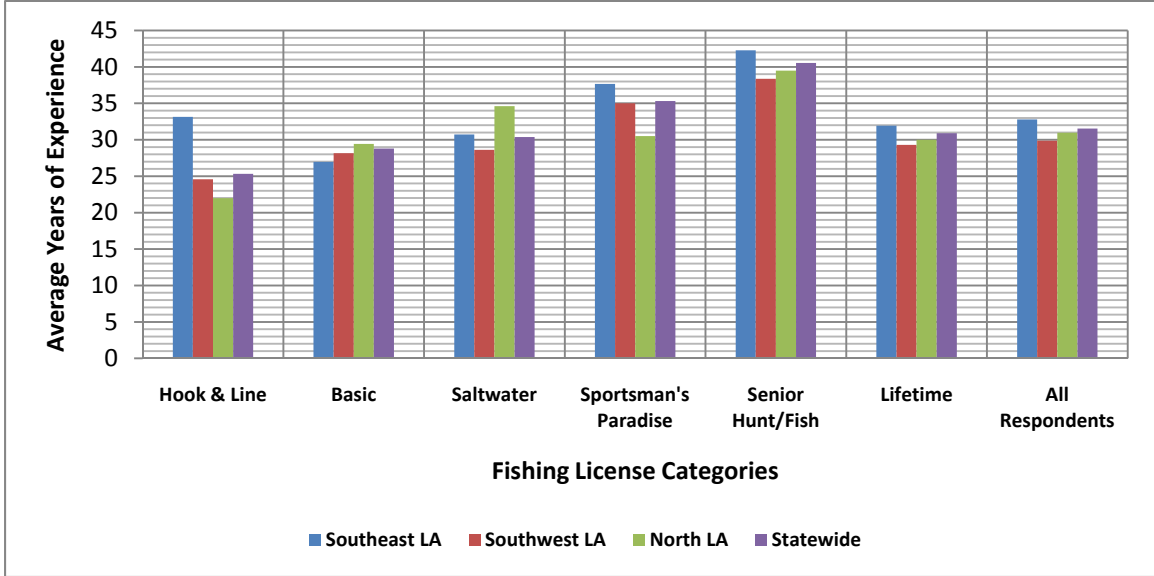 Average Years of Experience
45
40
35
30
25
20
15
10
5
0
Hook & Line
Basic
Saltwater
Sportsman's
Paradise
Senior
Hunt/Fish
Lifetime
All
Respondents
Fishing License Categories
Southeast LA
Southwest LA
North LA
Statewide